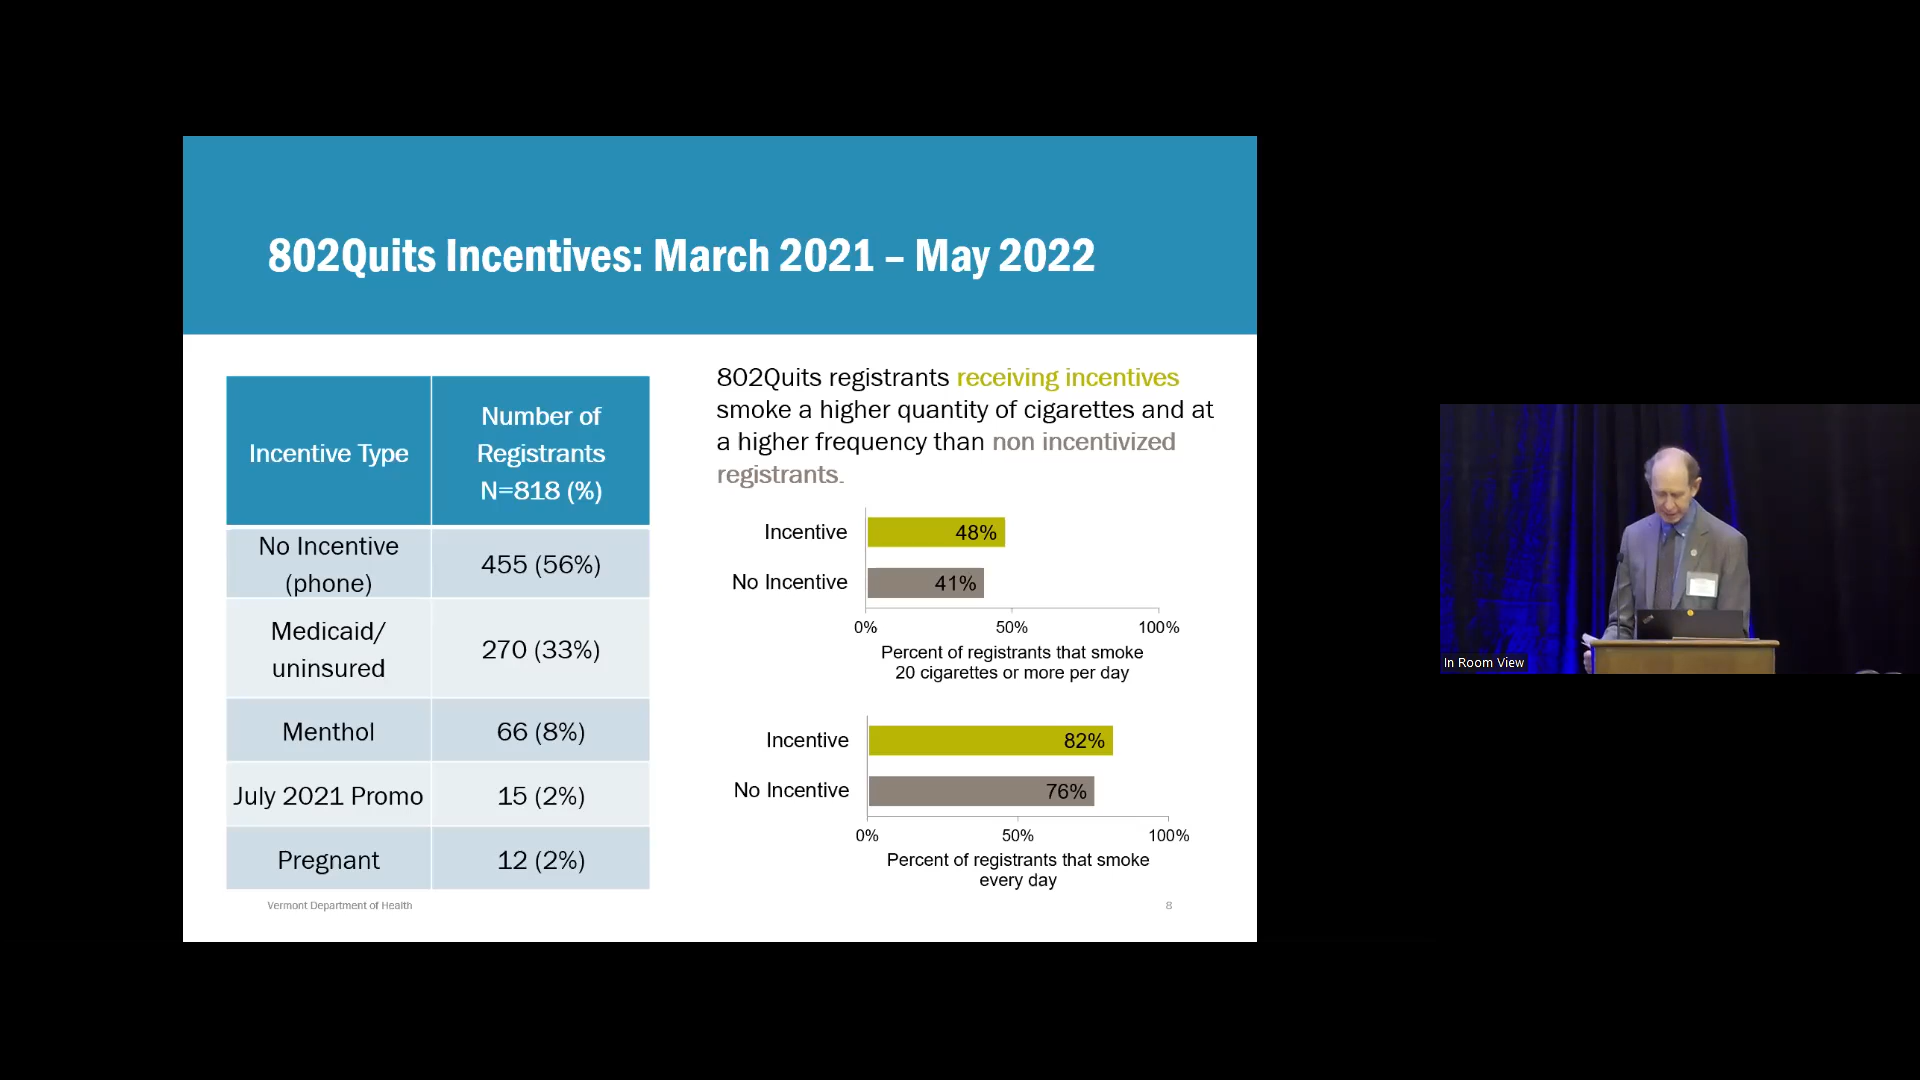 802Quits Incentives: March 2021 – May 2022
Incentive Type
Number of
Registrants
N=818 (%)
No Incentive
(phone)
455 (56%)
Medicaid/
uninsured
270 (33%)
Menthol
66 (8%)
July 2021 Promo
15 (2%)
Pregnant
12 (2%)
802Quits registrants receiving incentives
smoke a higher quantity of cigarettes and at
a higher frequency than non incentivized
registrants.
Incentive
48%
No Incentive
41%
0% 50% 100%
Percent of registrants that smoke
20 cigarettes or more per day
Incentive
82%
No Incentive
76%
0% 50% 100%
Percent of registrants that smoke
every day
Vermont Department of Health
8
In Room View